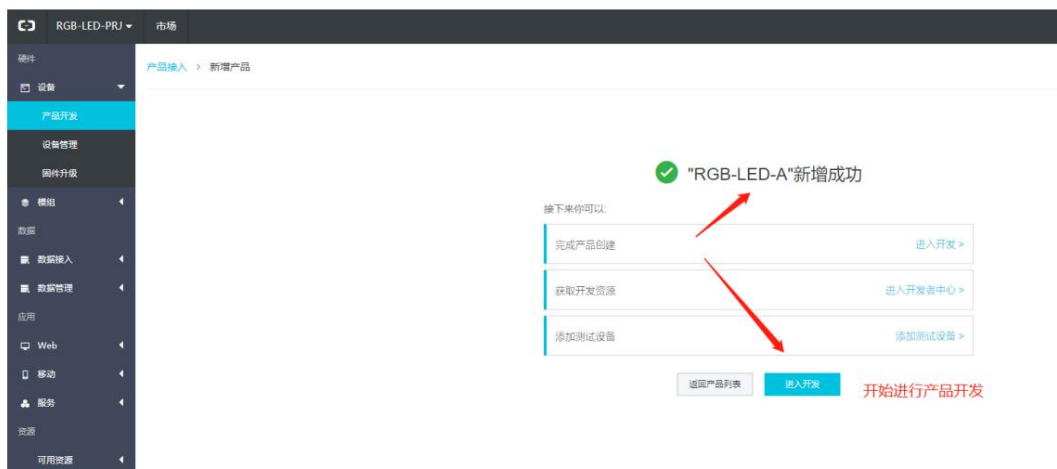 RGB-LED-PRJ 市场
硬件
设备
产品开发
设备管理
固件升级
模组
数据
数据接入
数据管理
应用
Web
移动
服务
资源
可用资源
产品接入 > 新增产品
"RGB-LED-A"新增成功
接下来你可以:
完成产品创建 进入开发 >
获取开发资源 进入开发者中心 >
添加测试设备 添加测试设备 >
返回产品列表 进入开发
开始进行产品开发